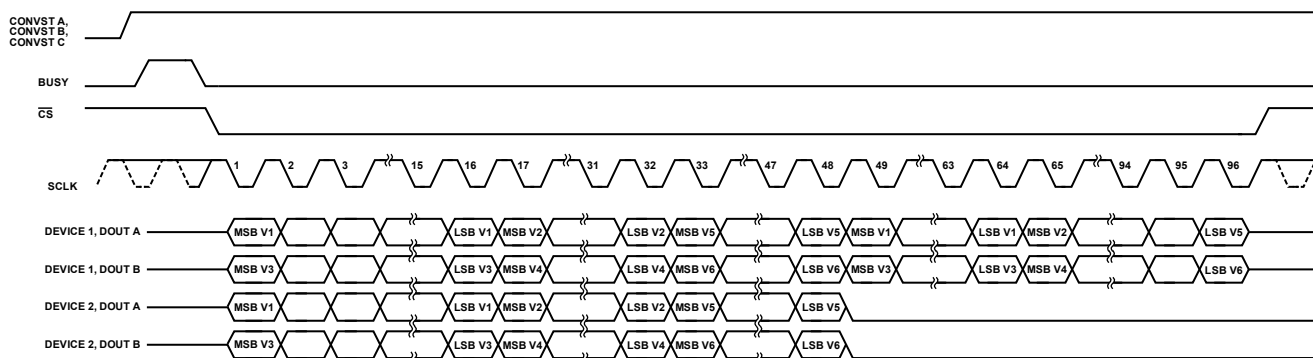 CONVST A,
CONVST B,
CONVST C
BUSY
CS
SCLK
1 2 3 15 16 17 31 32 33 47 48 49 63 64 65 94 95 96
DEVICE 1, DOUT A MSB V1 LSB V1 MSB V2 LSB V2 MSB V5 LSB V5 MSB V1 LSB V1 MSB V2 LSB V5
DEVICE 1, DOUT B MSB V3 LSB V3 MSB V4 LSB V4 MSB V6 LSB V6 MSB V3 LSB V3 MSB V4 LSB V6
DEVICE 2, DOUT A MSB V1 LSB V1 MSB V2 LSB V2 MSB V5 LSB V5
DEVICE 2, DOUT B MSB V3 LSB V3 MSB V4 LSB V4 MSB V6 LSB V6